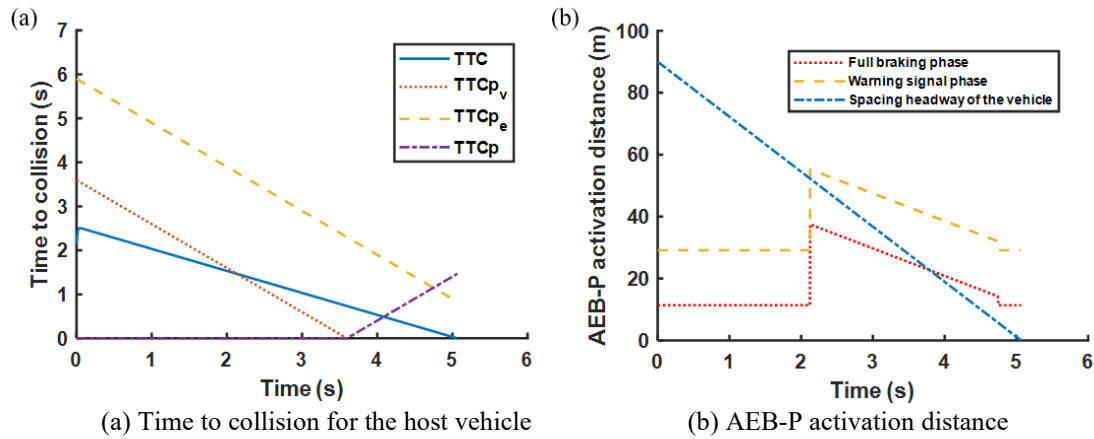 (a)
7
6
5
4
3
2
1
0
Time to collision (s)
0 1 2 3 4 5 6
Time (s)
TTC
TTCp_v
TTCp_e
TTCp
(a) Time to collision for the host vehicle
(b)
100
80
60
40
20
0
AEB-P activation distance (m)
0 1 2 3 4 5 6
Time (s)
Full braking phase
Warning signal phase
Spacing headway of the vehicle
(b) AEB-P activation distance